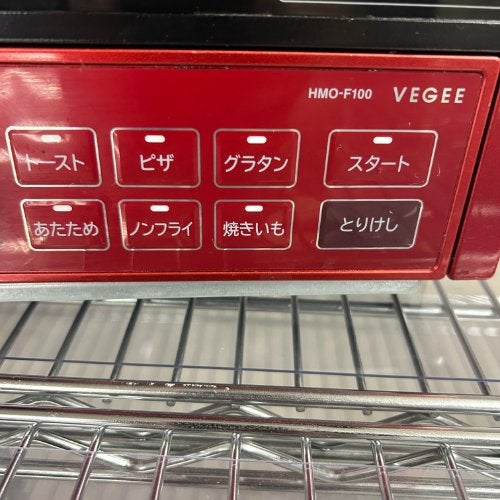 HMO-F100 VEGEE
トースト ピザ グラタン スタート
あたため ノンフライ 焼きいも とりけし